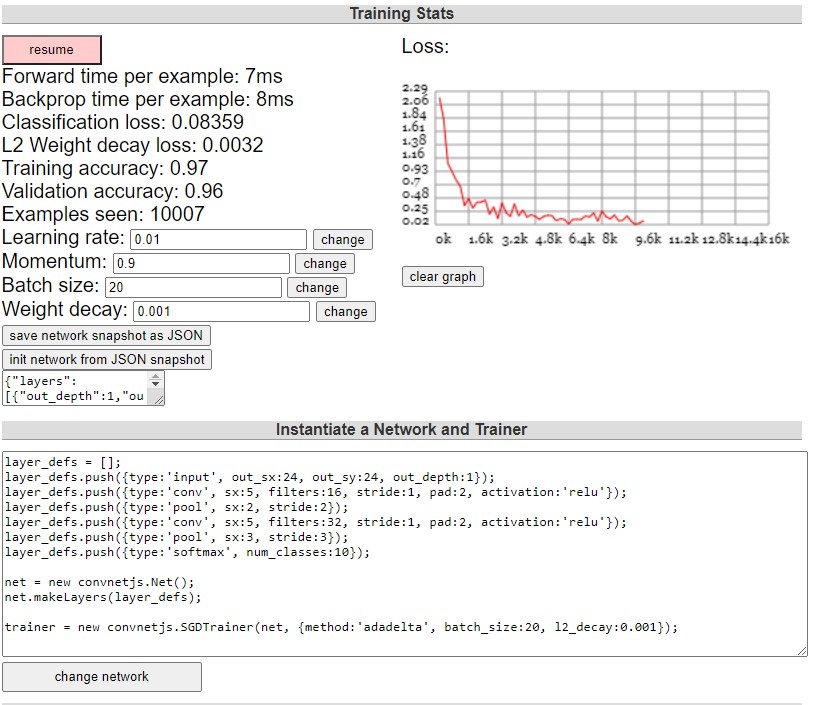 Training Stats
resume
Forward time per example: 7ms
Backprop time per example: 8ms
Classification loss: 0.08359
L2 Weight decay loss: 0.0032
Training accuracy: 0.97
Validation accuracy: 0.96
Examples seen: 10007
Learning rate: 0.01 change
Momentum: 0.9 change
Batch size: 20 change
Weight decay: 0.001 change
save network snapshot as JSON
init network from JSON snapshot
{"layers":
[{"out_depth":1,"ou
Loss:
2.29
2.06
1.84
1.61
1.38
1.16
0.93
0.7
0.48
0.25
0.02
0k 1.6k 3.2k 4.8k 6.4k 8k 9.6k 11.2k 12.8k 14.4k 16k
clear graph
Instantiate a Network and Trainer
layer_defs = [];
layer_defs.push({type:'input', out_sx:24, out_sy:24, out_depth:1});
layer_defs.push({type:'conv', sx:5, filters:16, stride:1, pad:2, activation:'relu'});
layer_defs.push({type:'pool', sx:2, stride:2});
layer_defs.push({type:'conv', sx:5, filters:32, stride:1, pad:2, activation:'relu'});
layer_defs.push({type:'pool', sx:3, stride:3});
layer_defs.push({type:'softmax', num_classes:10});
net = new convnetjs.Net();
net.makeLayers(layer_defs);
trainer = new convnetjs.SGDTrainer(net, {method:'adadelta', batch_size:20, l2_decay:0.001});
change network